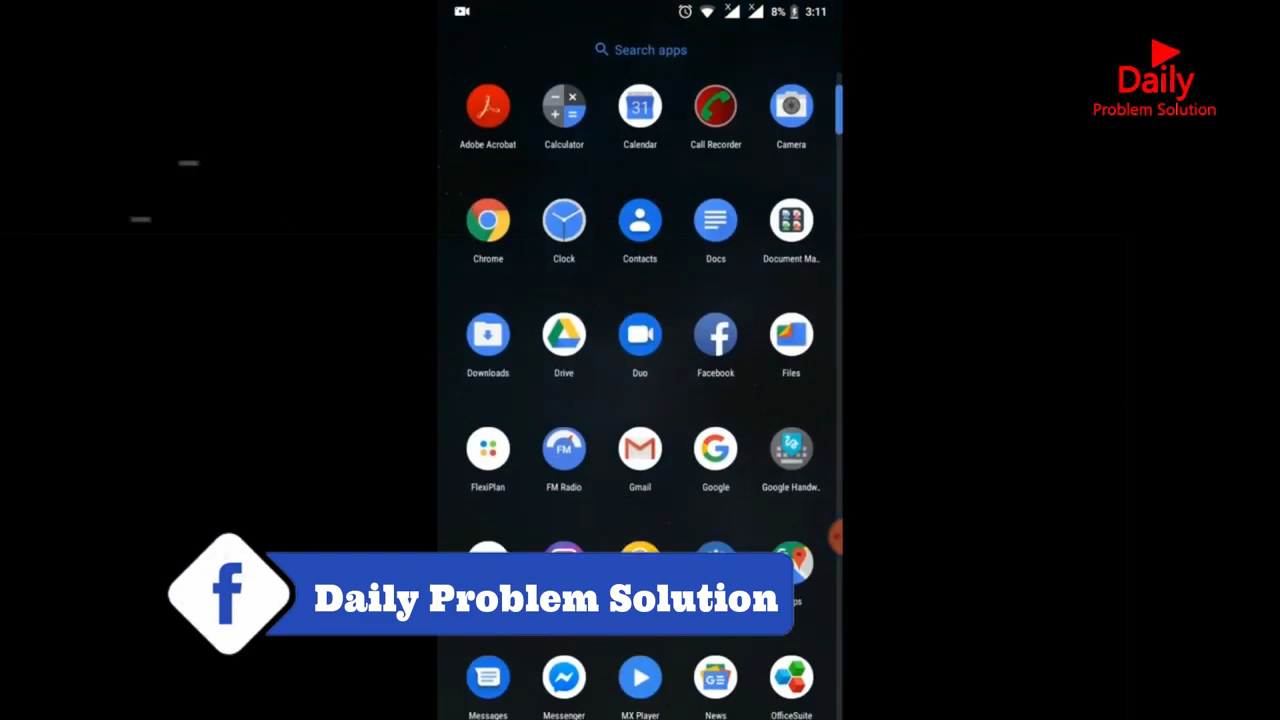 8% 3:11
Search apps
Daily
Problem Solution
Adobe Acrobat Calculator Calendar Call Recorder Camera
31
Chrome Clock Contacts Docs Document Ma..
Downloads Drive Duo Facebook Files
FM
FlexiPlan FM Radio Gmail Google Google Handw..
f Daily Problem Solution
ps
Messages Messenger MX Player News OfficeSuite